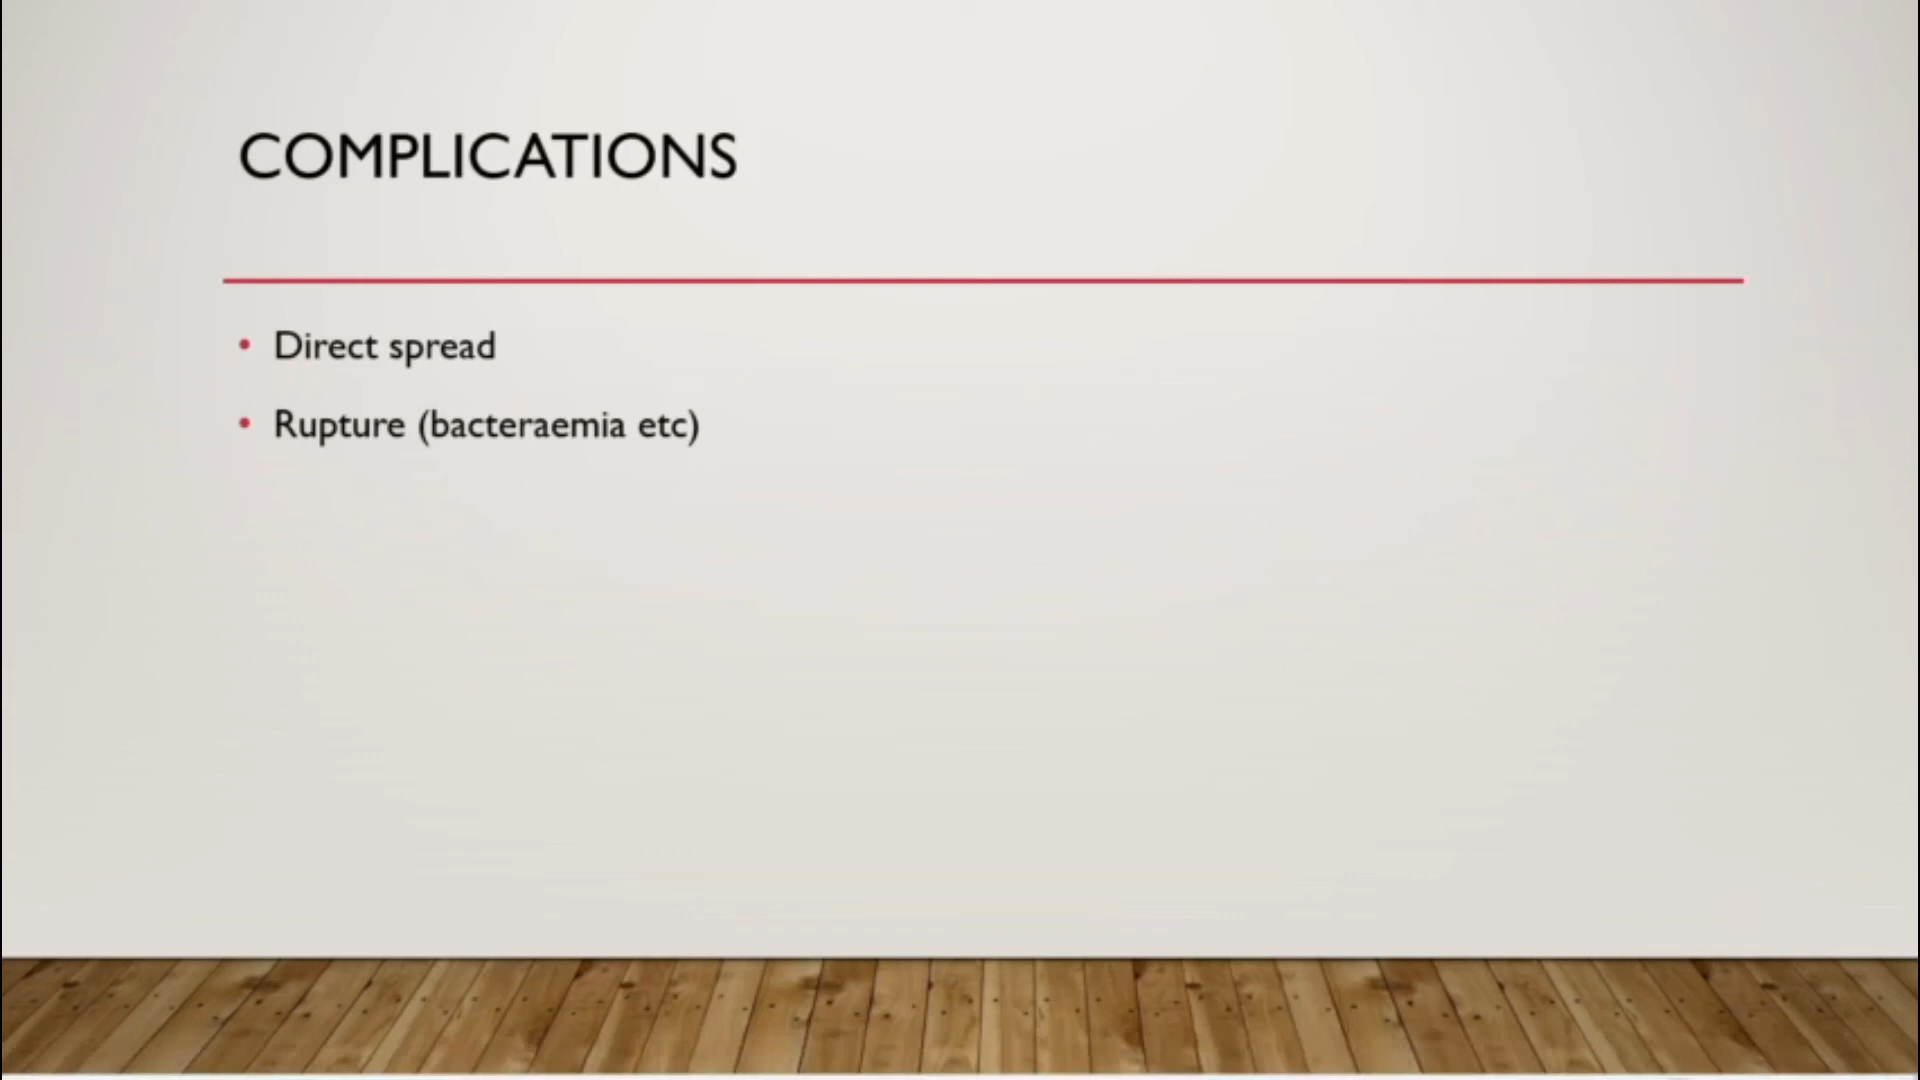 COMPLICATIONS
• Direct spread
• Rupture (bacteraemia etc)